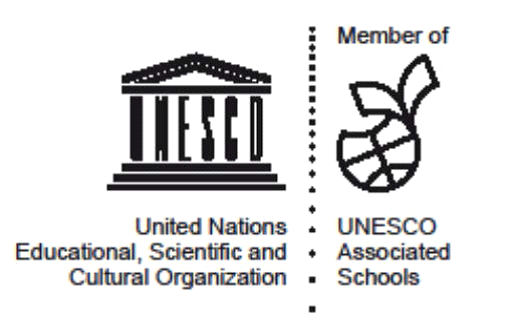 Member of
UNESCO
United Nations
Educational, Scientific and
Cultural Organization
UNESCO
Associated
Schools